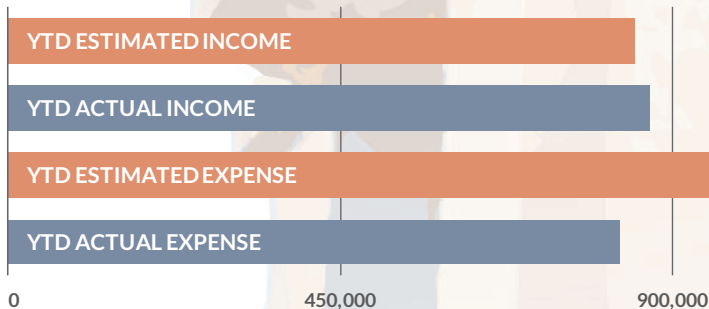 YTD ESTIMATED INCOME
YTD ACTUAL INCOME
YTD ESTIMATED EXPENSE
YTD ACTUAL EXPENSE
0 450,000 900,000